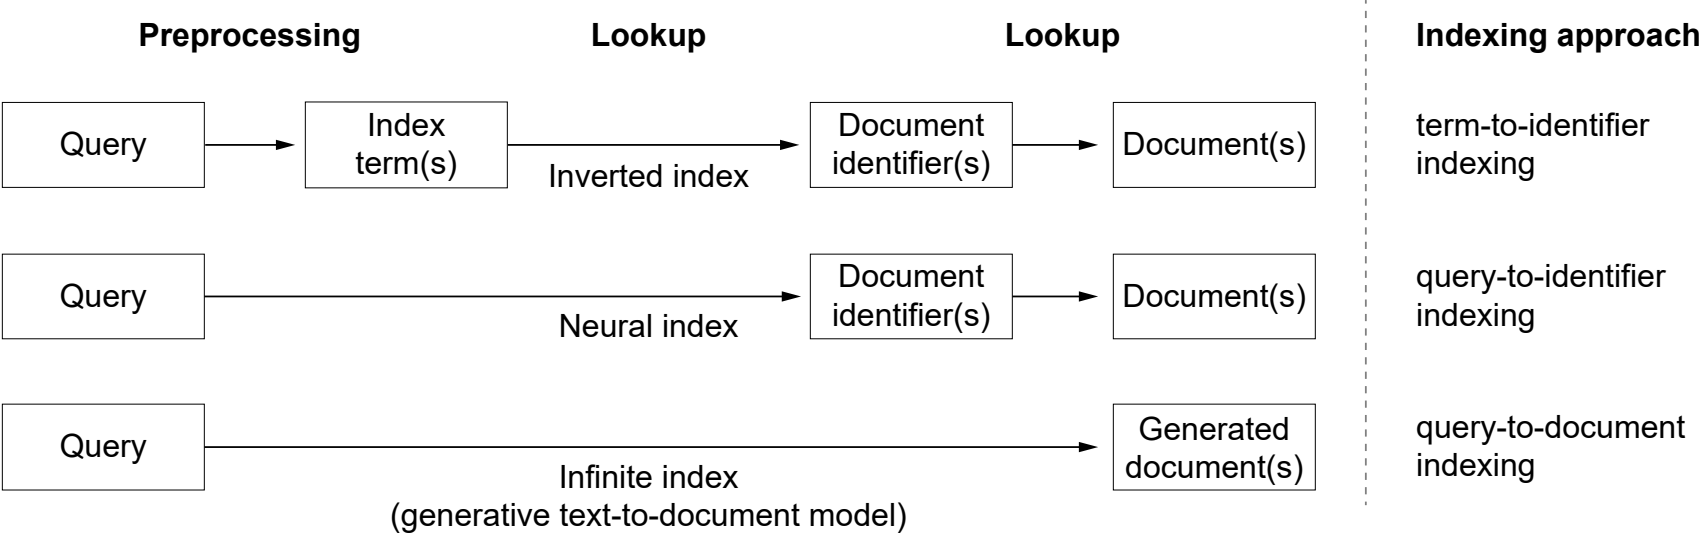 Preprocessing Lookup Lookup Indexing approach
Query
Index
term(s)
Inverted index
Document
identifier(s)
Document(s)
term-to-identifier
indexing
Query
Neural index
Document
identifier(s)
Document(s)
query-to-identifier
indexing
Query
Infinite index
(generative text-to-document model)
Generated
document(s)
query-to-document
indexing